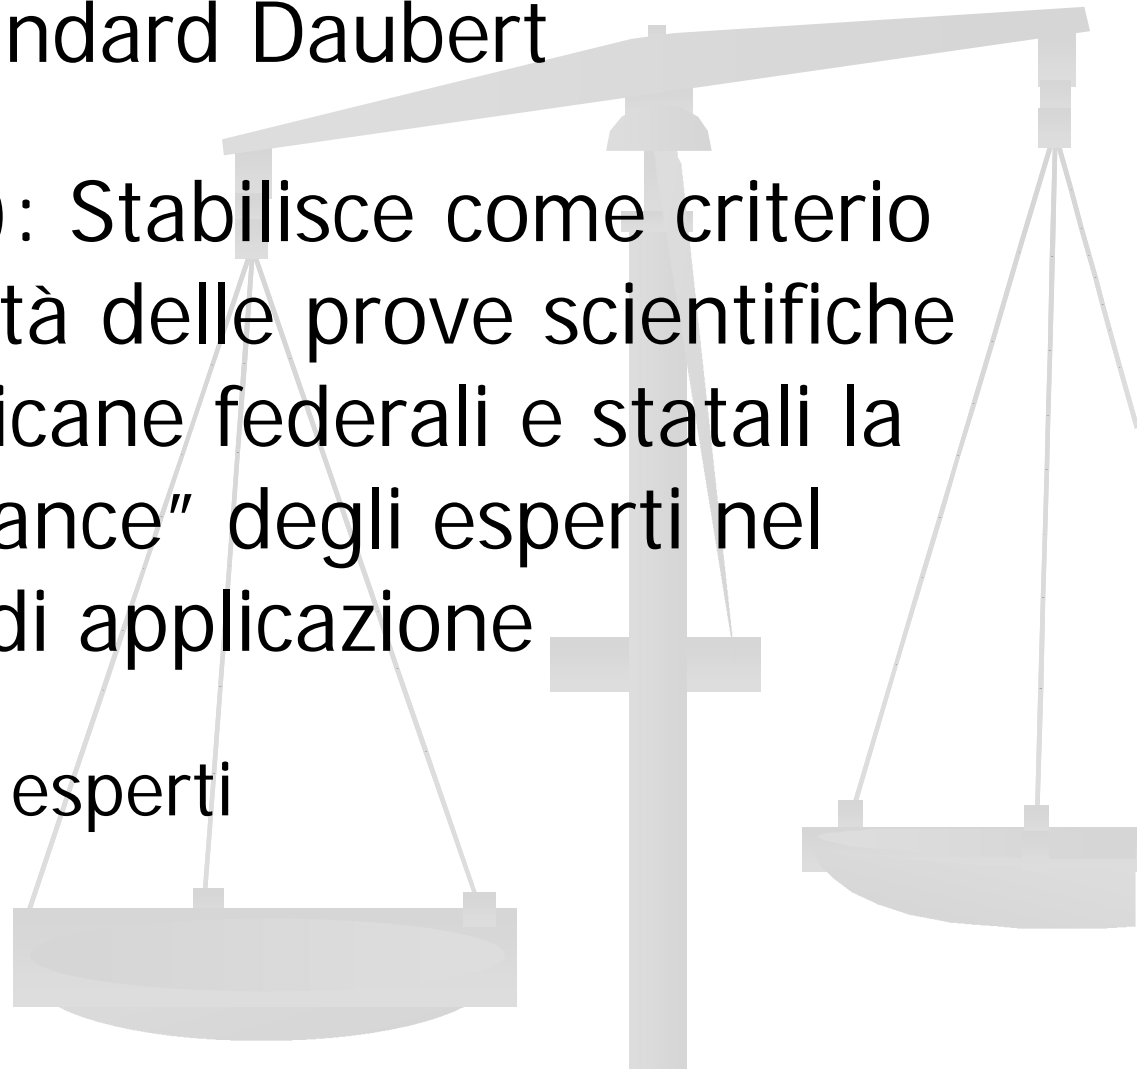 ndard Daubert
): Stabilisce come criterio
tà delle prove scientifiche
icane federali e statali la
ance” degli esperti nel
di applicazione
esperti